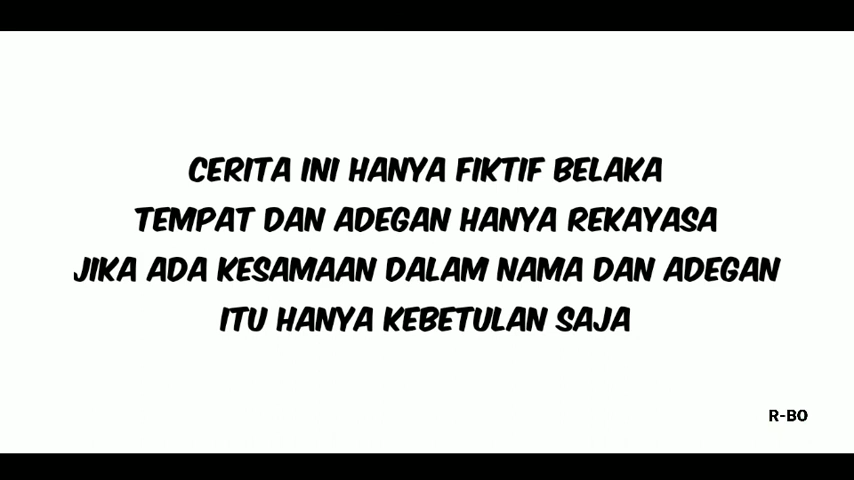 CERITA INI HANYA FIKTIF BELAKA
TEMPAT DAN ADEGAN HANYA REKAYASA
JIKA ADA KESAMAAN DALAM NAMA DAN ADEGAN
ITU HANYA KEBETULAN SAJA
R-BO